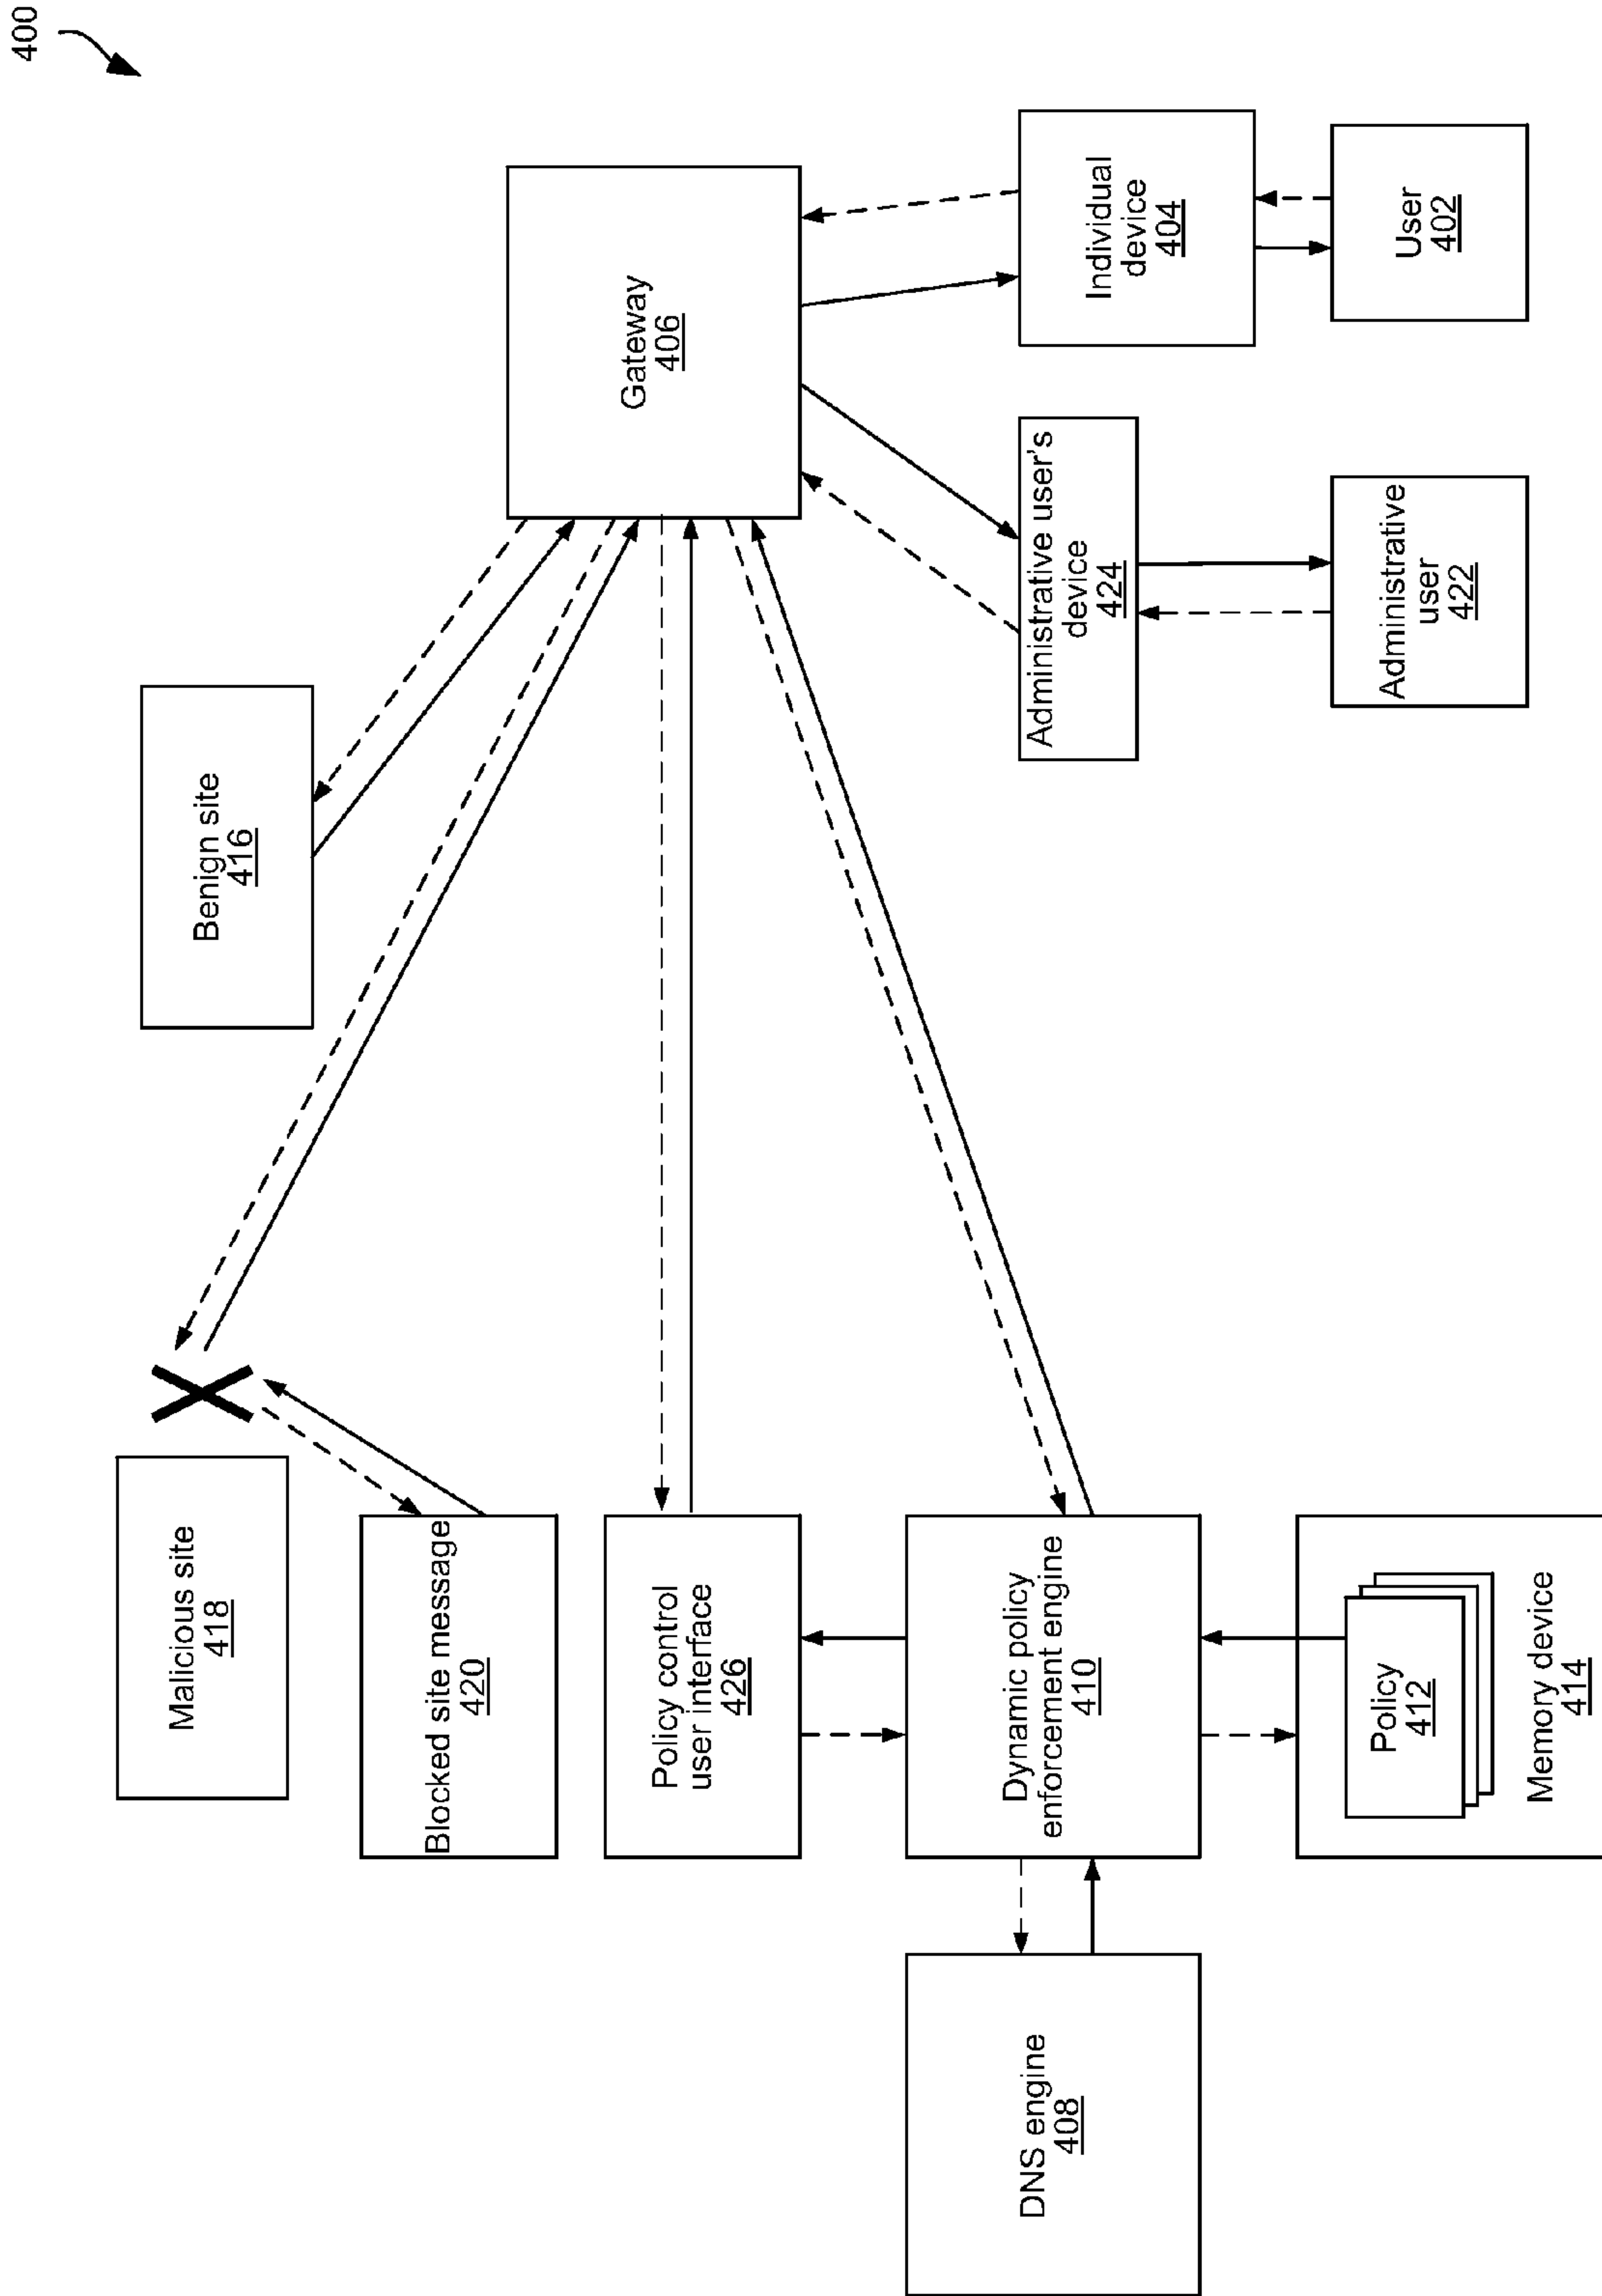 400
Malicious site
418
Benign site
416
Blocked site message
420
Gateway
406
Policy control
user interface
426
DNS engine
408
Dynamic policy
enforcement engine
410
Administrative user's
device
424
Individual
device
404
Policy
412
Memory device
414
Administrative
user
422
User
402